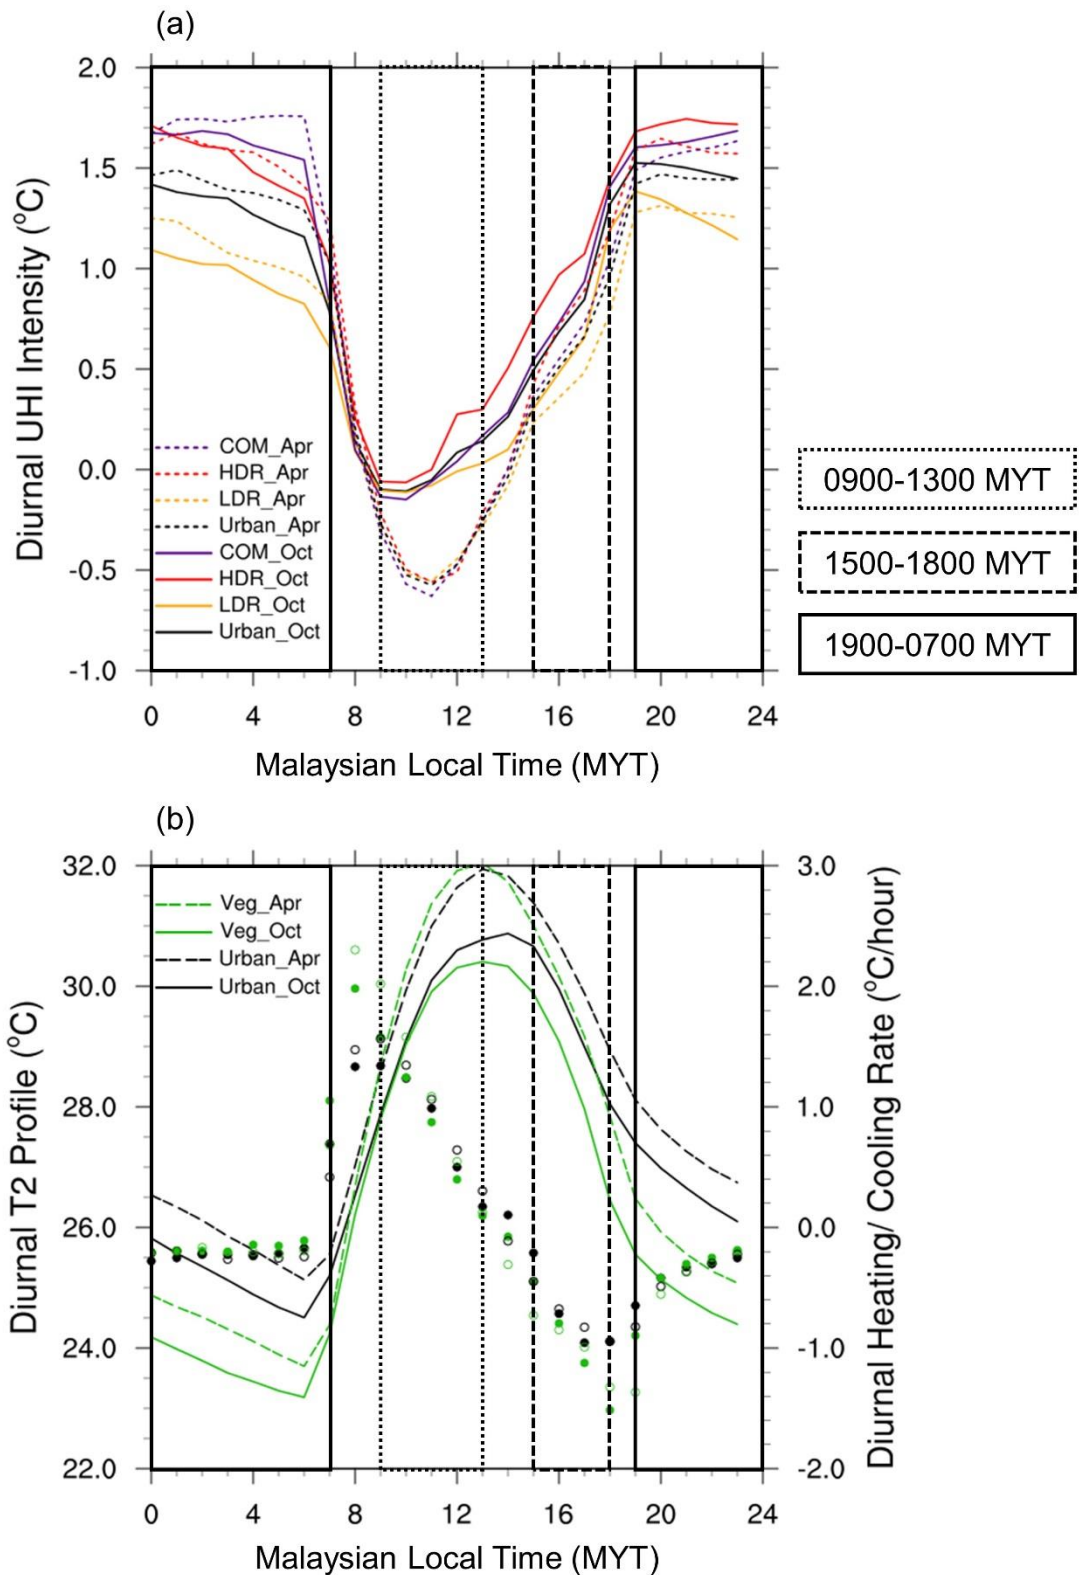 (a)
Diurnal UHI Intensity (°C)
2.0
1.5
1.0
0.5
0.0
-0.5
-1.0
COM_Apr
HDR_Apr
LDR_Apr
Urban_Apr
COM_Oct
HDR_Oct
LDR_Oct
Urban_Oct
0 4 8 12 16 20 24
Malaysian Local Time (MYT)
0900-1300 MYT
1500-1800 MYT
1900-0700 MYT
(b)
Diurnal T2 Profile (°C)
32.0
30.0
28.0
26.0
24.0
22.0
Veg_Apr
Veg_Oct
Urban_Apr
Urban_Oct
3.0
2.0
1.0
0.0
-1.0
-2.0
Diurnal Heating/ Cooling Rate (°C/hour)
0 4 8 12 16 20 24
Malaysian Local Time (MYT)